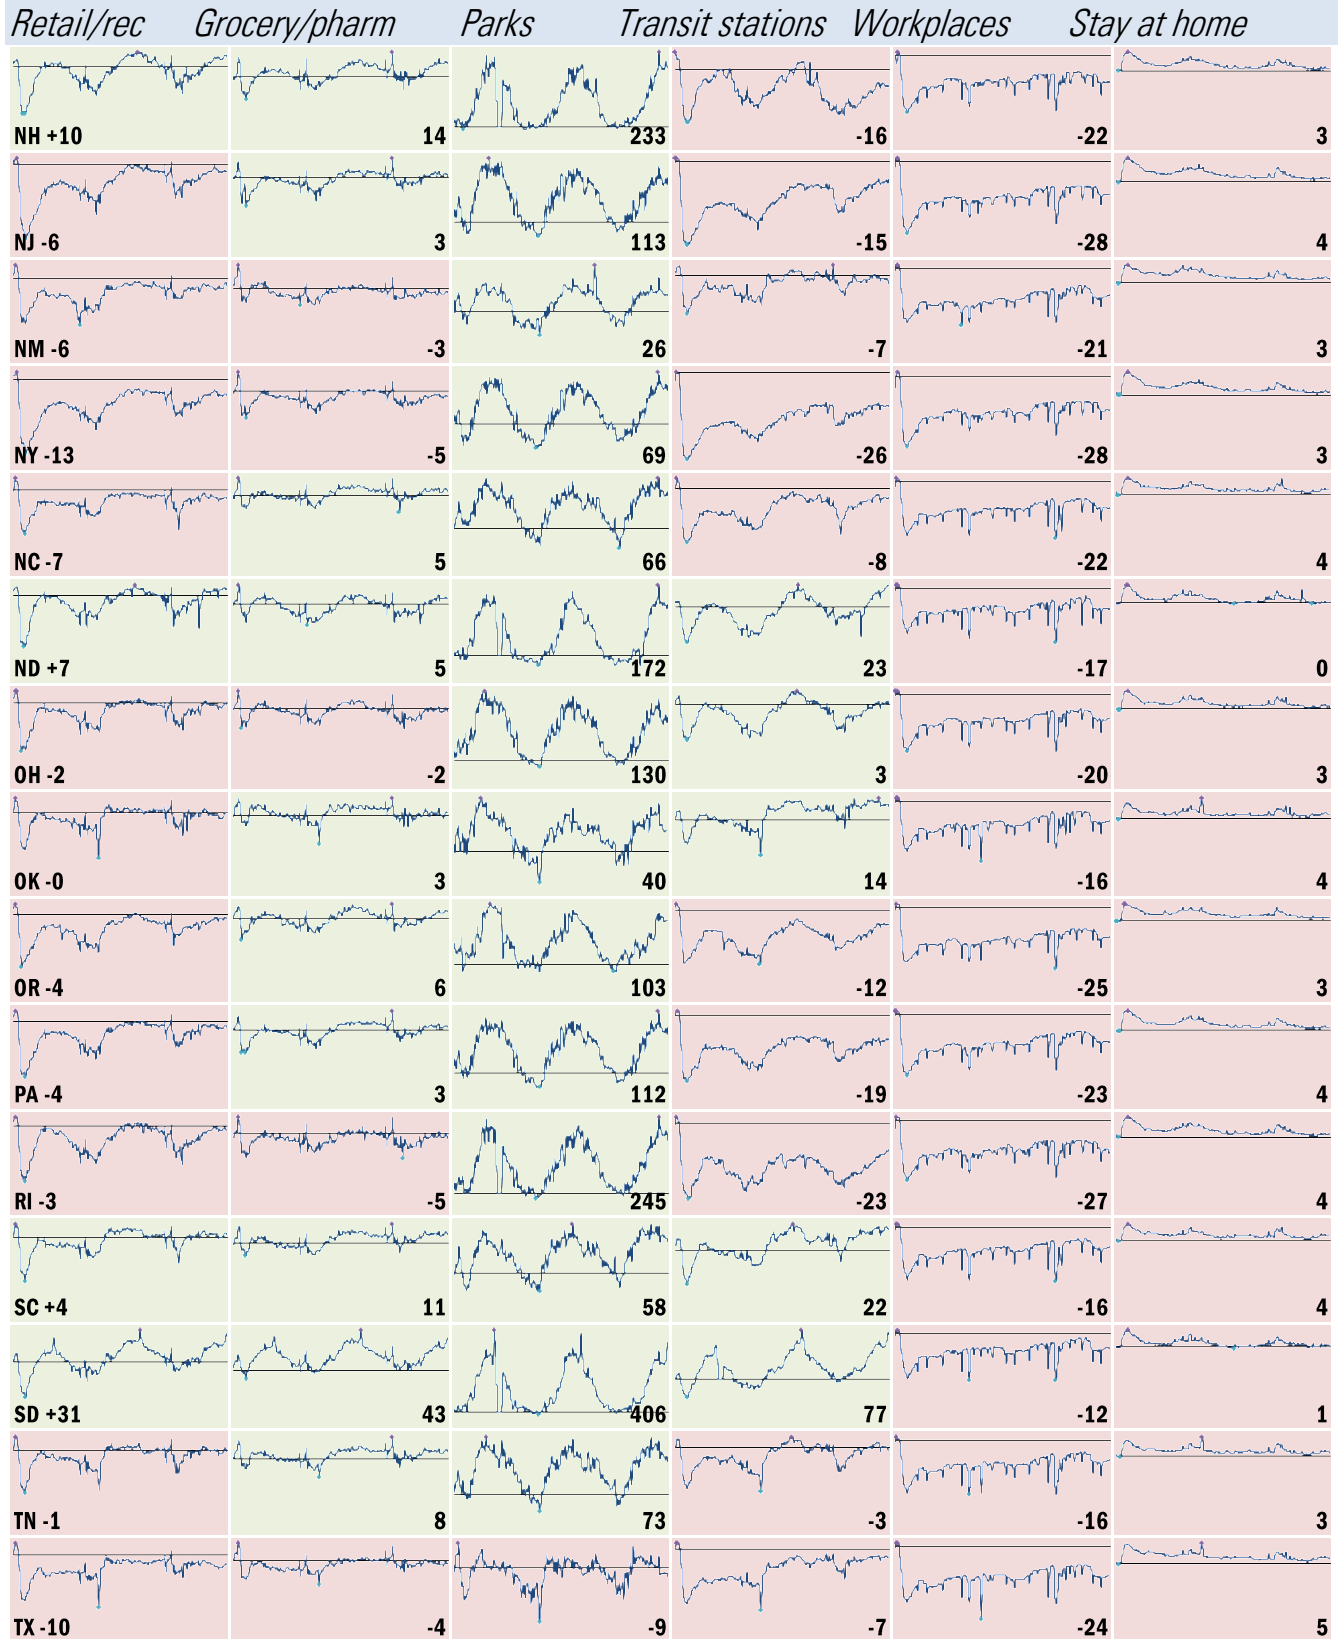 Retail/rec Grocery/pharm Parks Transit stations Workplaces Stay at home
NH +10 14 233 -16 -22 3
NJ -6 3 113 -15 -28 4
NM -6 -3 26 -7 -21 3
NY -13 -5 69 -26 -28 3
NC -7 5 66 -8 -22 4
ND +7 5 172 23 -17 0
OH -2 -2 130 3 -20 3
OK -0 3 40 14 -16 4
OR -4 6 103 -12 -25 3
PA -4 3 112 -19 -23 4
RI -3 -5 245 -23 -27 4
SC +4 11 58 22 -16 4
SD +31 43 406 77 -12 1
TN -1 8 73 -3 -16 3
TX -10 -4 -9 -7 -24 5